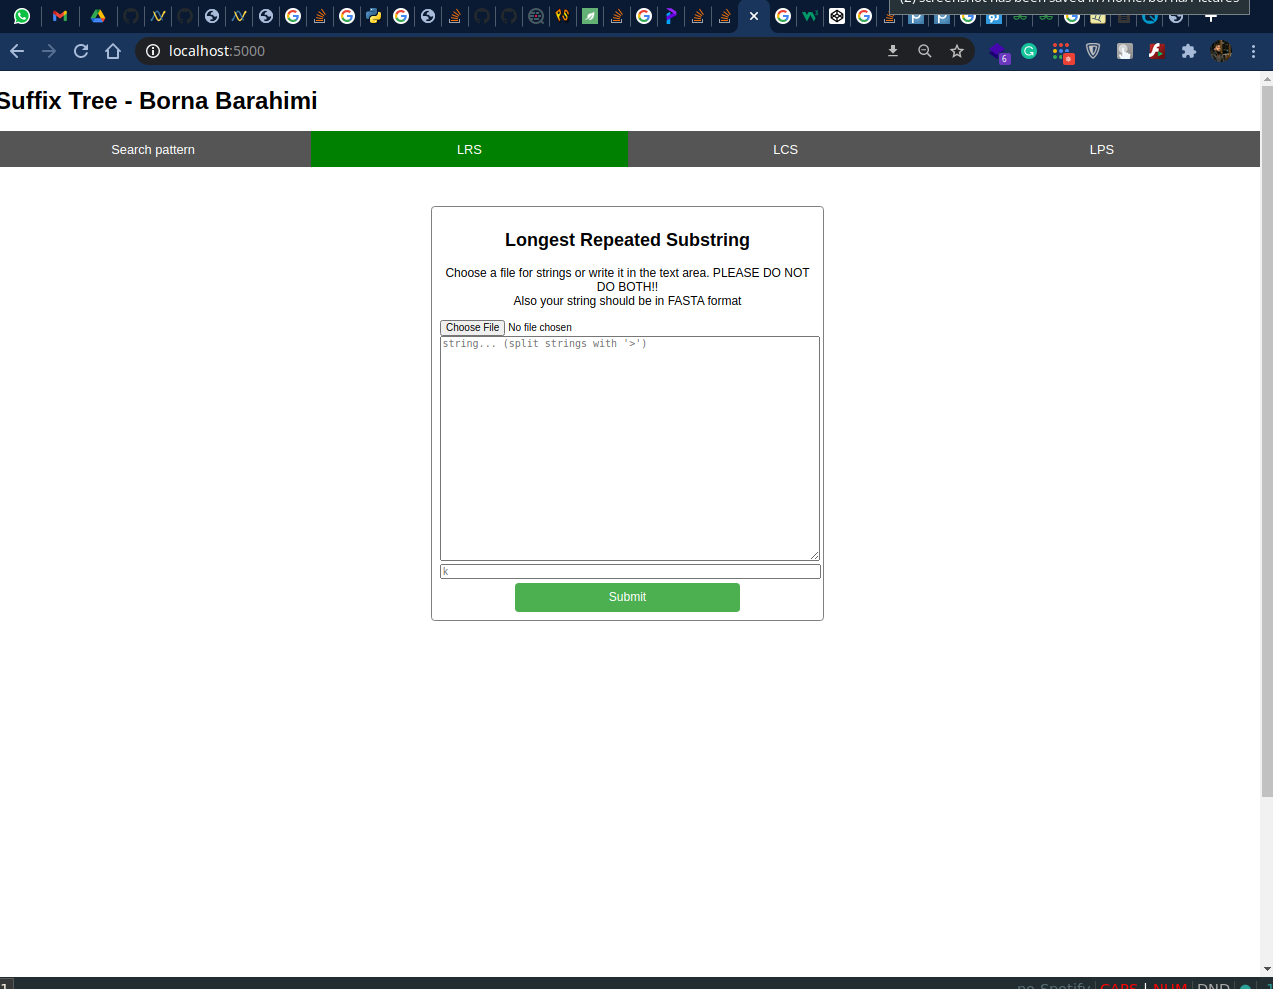 (2) screenshot has been saved in /home/borna/Pictures
localhost:5000
6
Suffix Tree - Borna Barahimi
Search pattern
LRS
LCS
LPS
Longest Repeated Substring
Choose a file for strings or write it in the text area. PLEASE DO NOT
DO BOTH!!
Also your string should be in FASTA format
Choose File No file chosen
string... (split strings with '>')
k
Submit
1
no Spotify | CAPS | NUM | DND